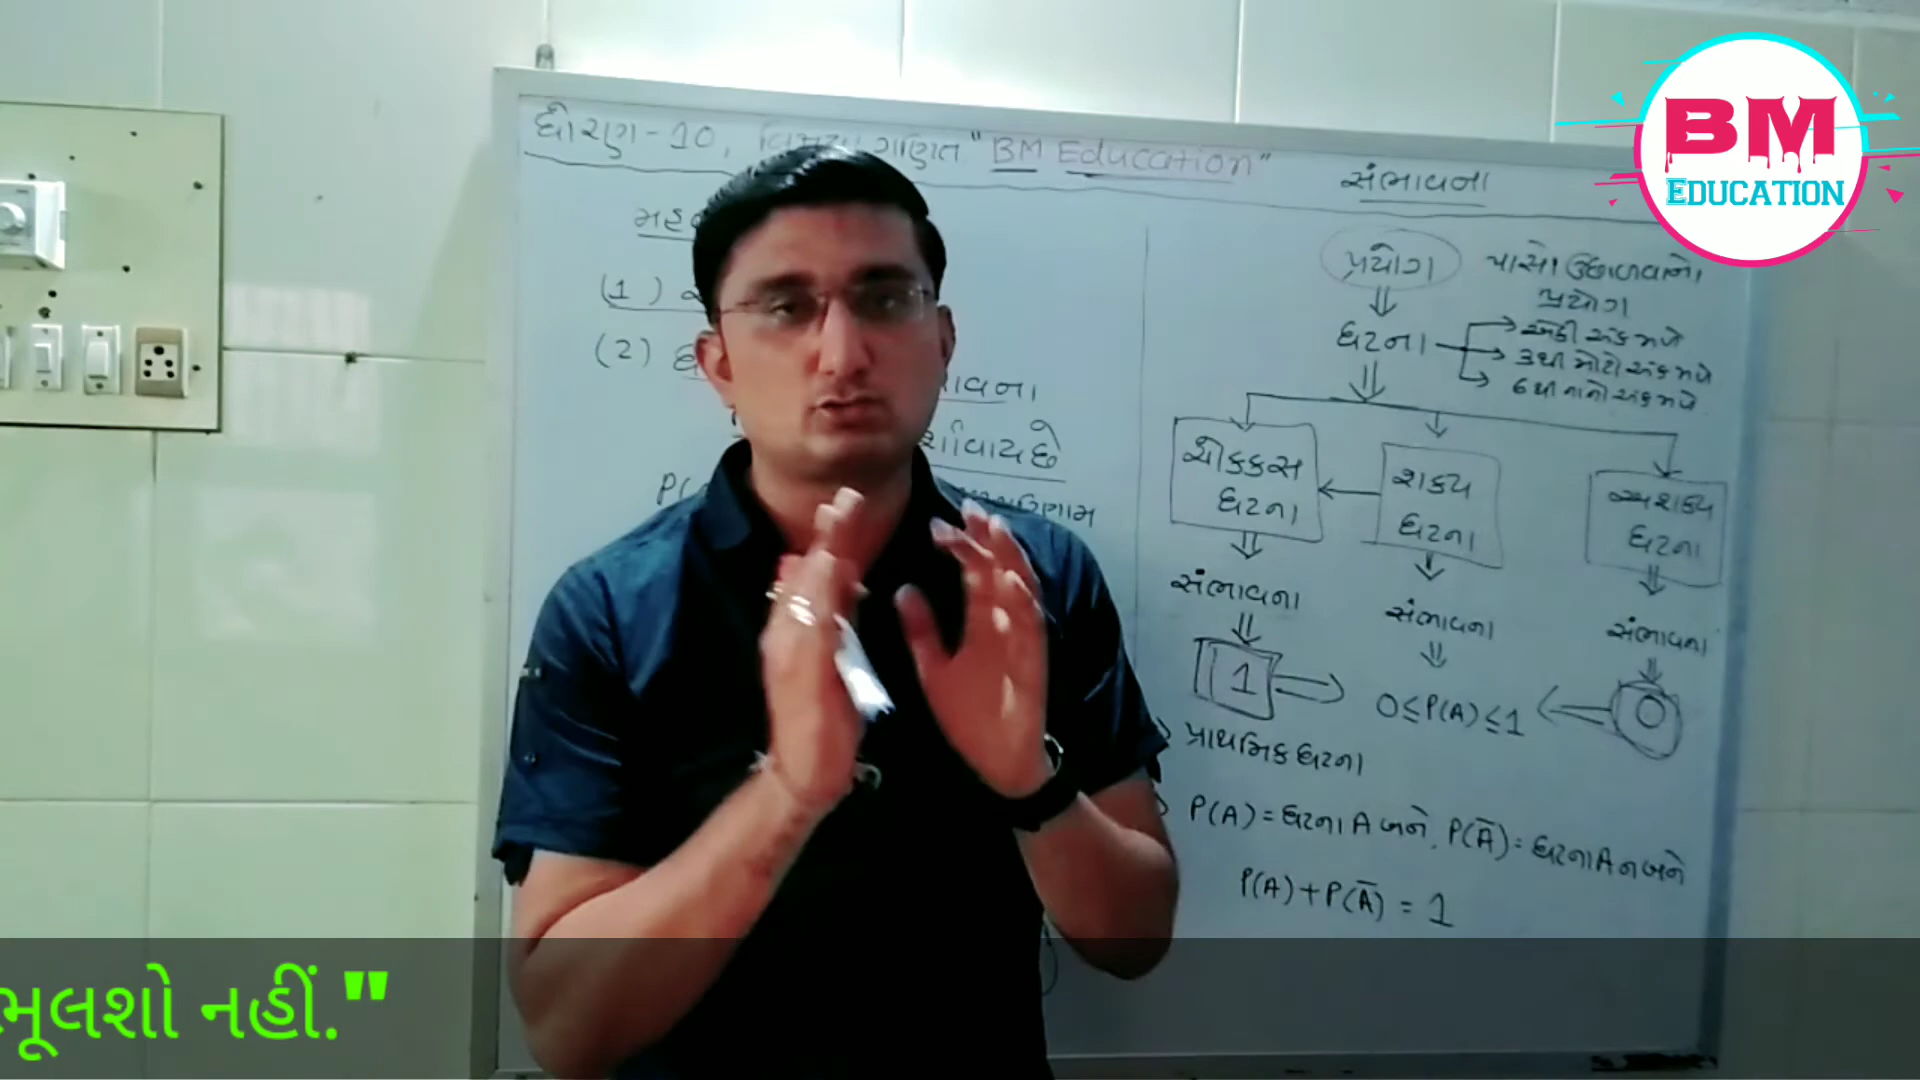 ધોરણ - 10, વિષય ગણિત "BM Education"
સંભાવના
BM
EDUCATION
(1)
(2)
P(
પ્રયોગ
પાસો ઉછાળવાનો
પ્રયોગ
ઘટના
એકી અંક મળે
3થી મોટો અંક મળે
6થી નાનો અંક મળે
ચોક્કસ
ઘટના
શક્ય
ઘટના
અશક્ય
ઘટના
સંભાવના
સંભાવના
સંભાવના
1
0≤P(A)≤1
0
પ્રાથમિક ઘટના
P(A) = ઘટના A બને, P(Ā) = ઘટના A ન બને
P(A) + P(Ā) = 1
ભૂલશો નહીં."